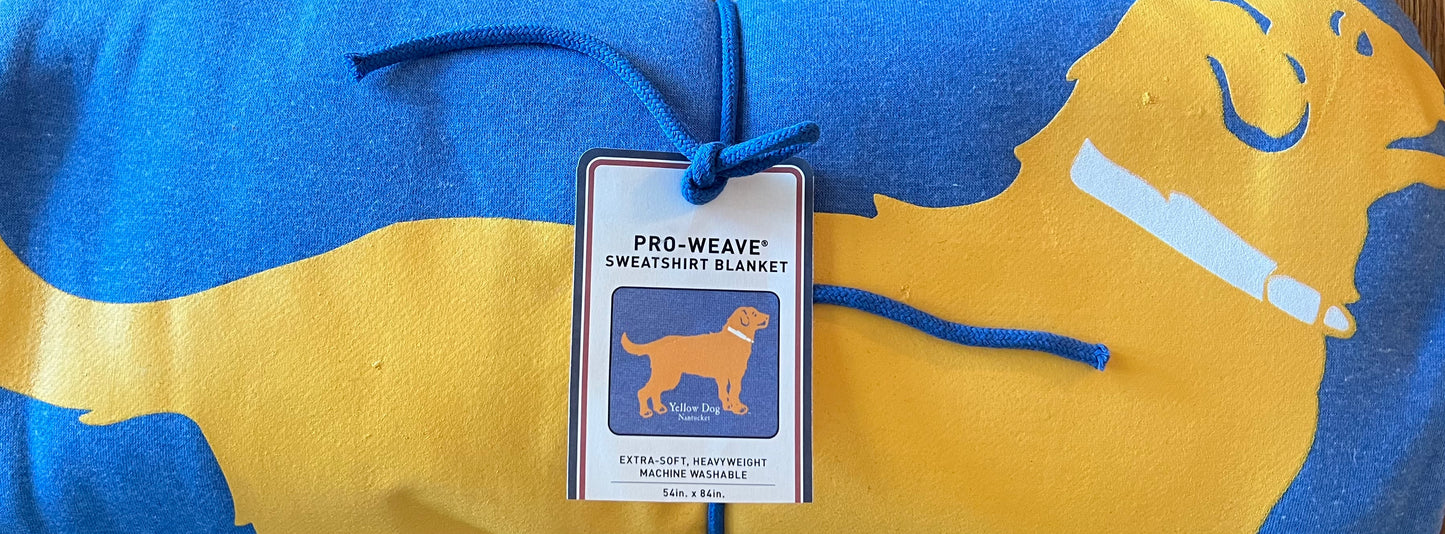 PRO-WEAVE®
SWEATSHIRT BLANKET
Yellow Dog
Nantucket
EXTRA-SOFT, HEAVYWEIGHT
MACHINE WASHABLE
54in. x 84in.